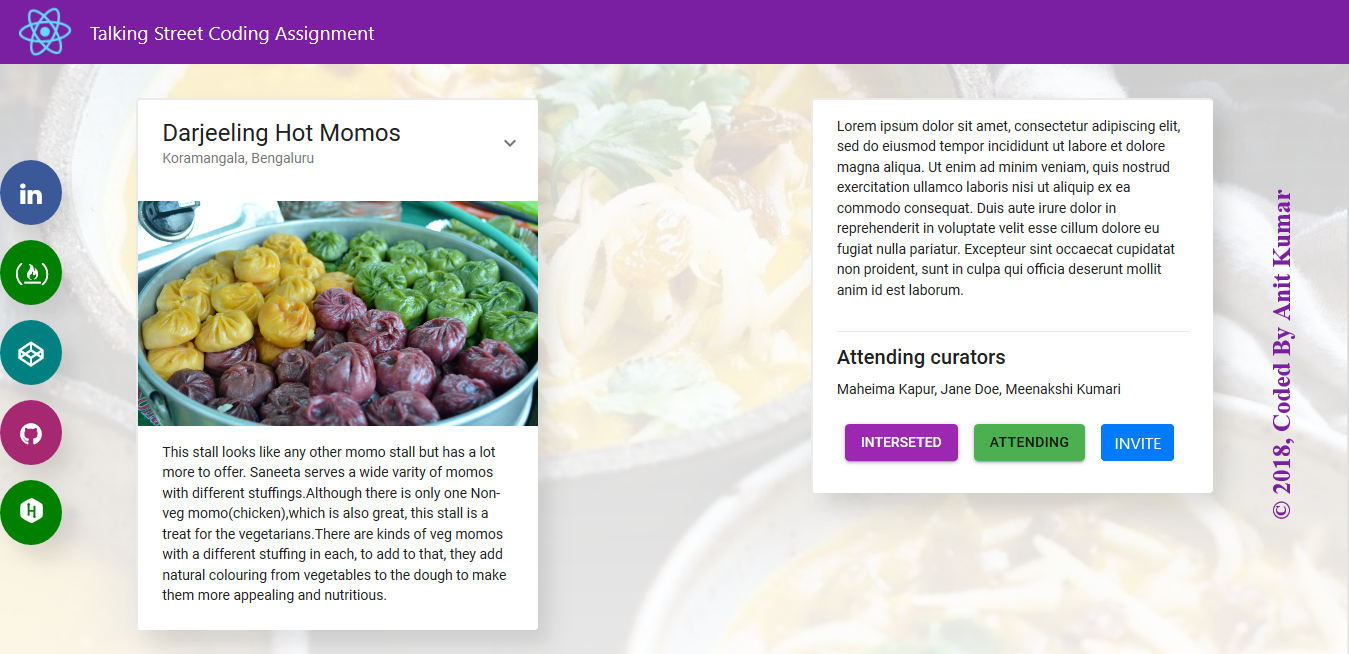 Talking Street Coding Assignment
Darjeeling Hot Momos
Koramangala, Bengaluru
in
This stall looks like any other momo stall but has a lot
more to offer. Saneeta serves a wide varity of momos
with different stuffings.Although there is only one Non-
veg momo(chicken),which is also great, this stall is a
treat for the vegetarians.There are kinds of veg momos
with a different stuffing in each, to add to that, they add
natural colouring from vegetables to the dough to make
them more appealing and nutritious.
Lorem ipsum dolor sit amet, consectetur adipiscing elit,
sed do eiusmod tempor incididunt ut labore et dolore
magna aliqua. Ut enim ad minim veniam, quis nostrud
exercitation ullamco laboris nisi ut aliquip ex ea
commodo consequat. Duis aute irure dolor in
reprehenderit in voluptate velit esse cillum dolore eu
fugiat nulla pariatur. Excepteur sint occaecat cupidatat
non proident, sunt in culpa qui officia deserunt mollit
anim id est laborum.
Attending curators
Maheima Kapur, Jane Doe, Meenakshi Kumari
INTERSETED
ATTENDING
INVITE
© 2018, Coded By Anit Kumar
H